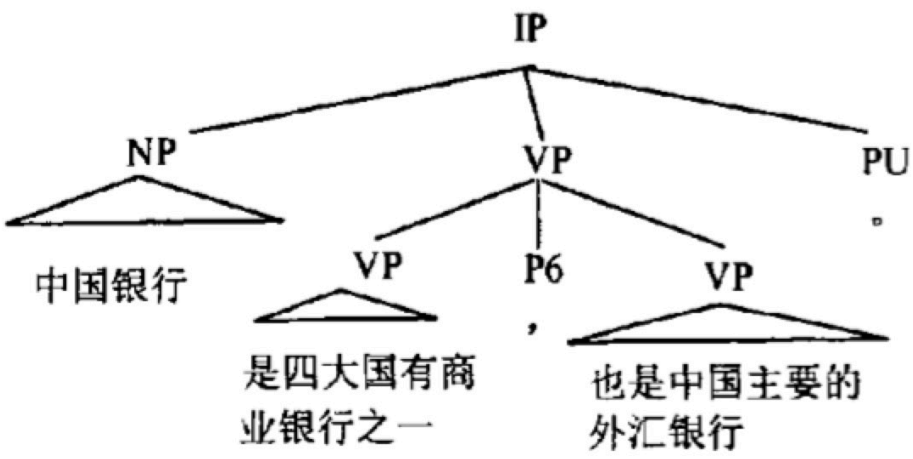 IP
NP
VP
PU
。
中国银行
VP
P6
VP
，
是四大国有商
业银行之一
也是中国主要的
外汇银行